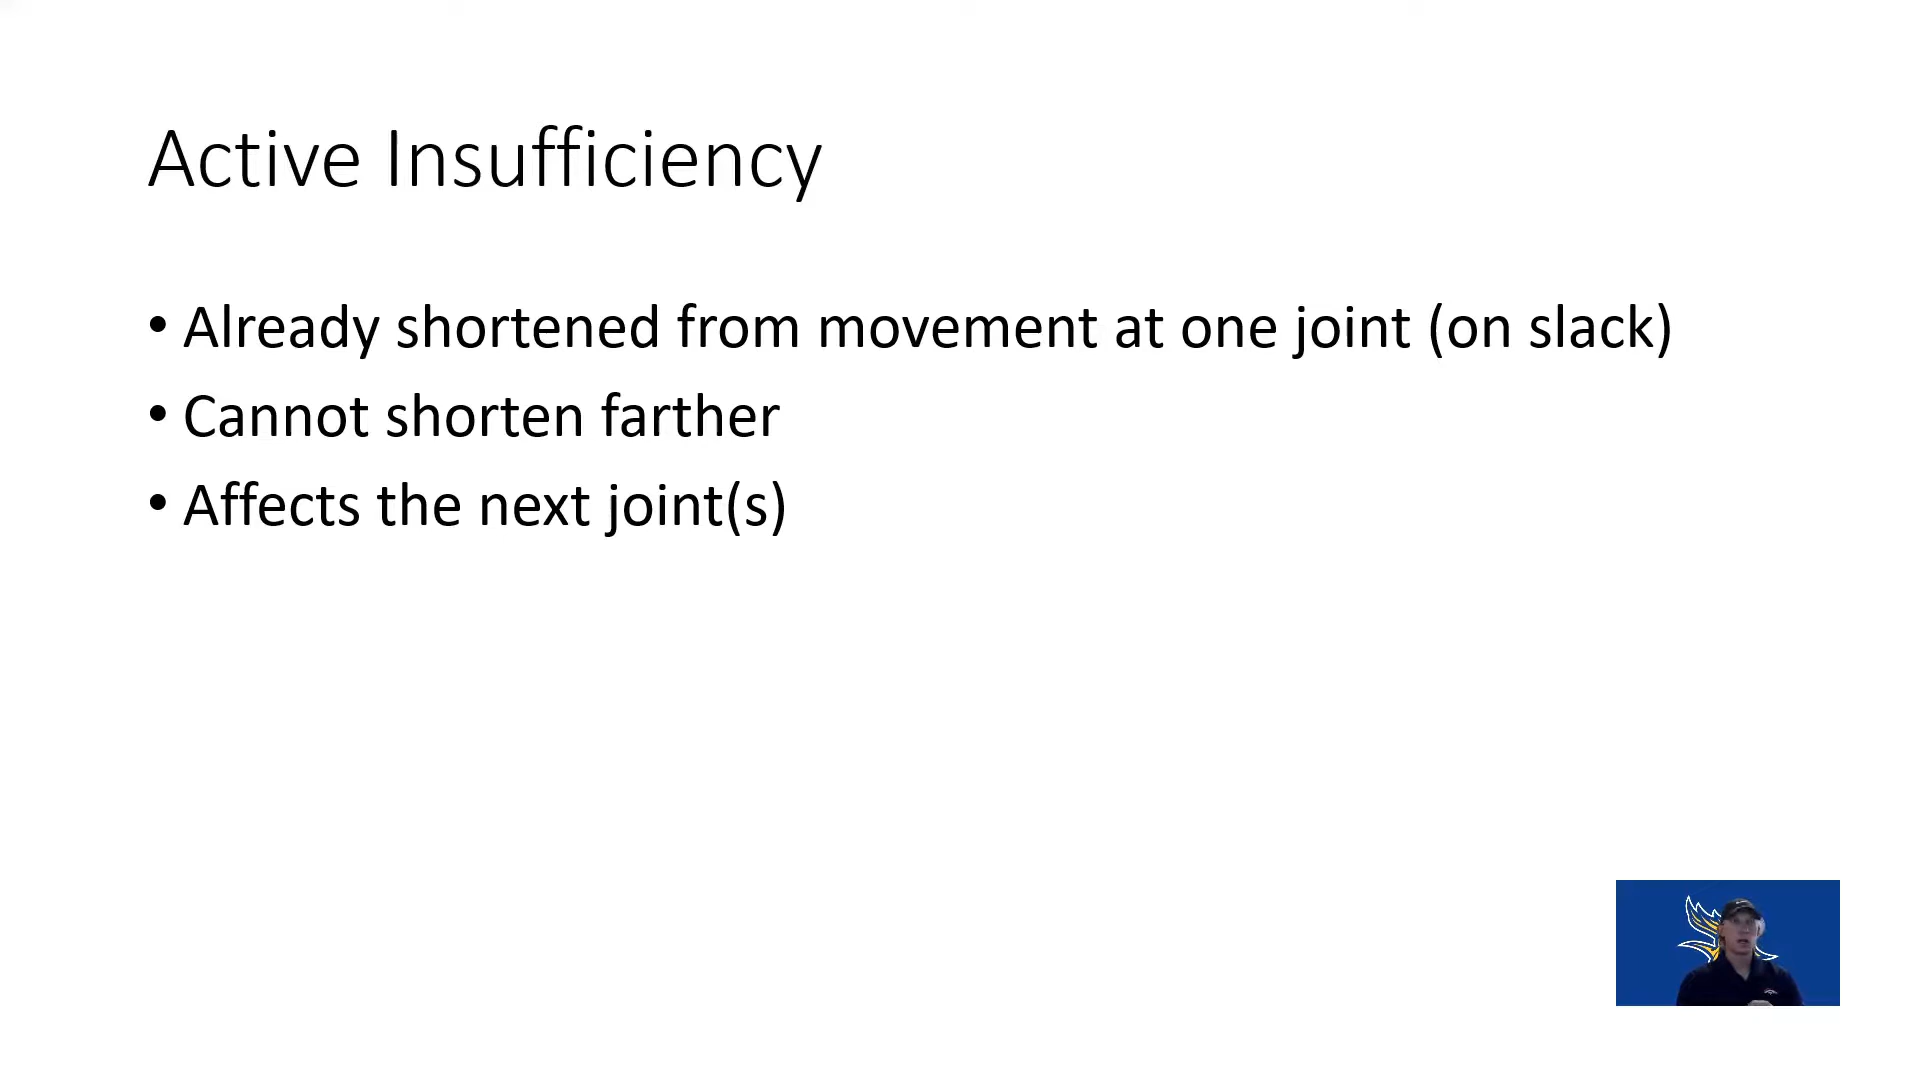 Active Insufficiency
• Already shortened from movement at one joint (on slack)
• Cannot shorten farther
• Affects the next joint(s)